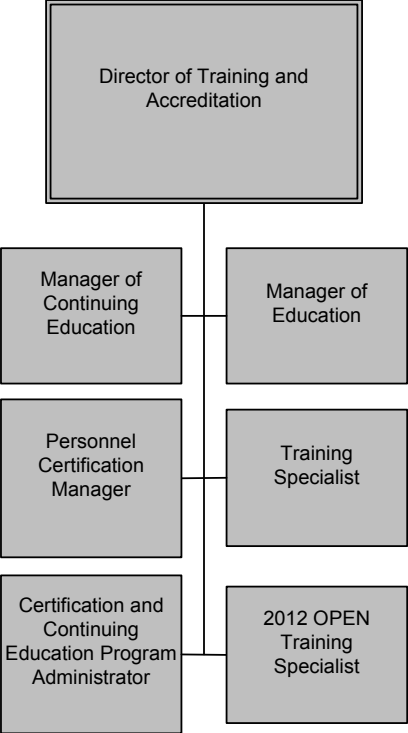 Director of Training and
Accreditation
Manager of
Continuing
Education
Manager of
Education
Personnel
Certification
Manager
Training
Specialist
Certification and
Continuing
Education Program
Administrator
2012 OPEN
Training
Specialist